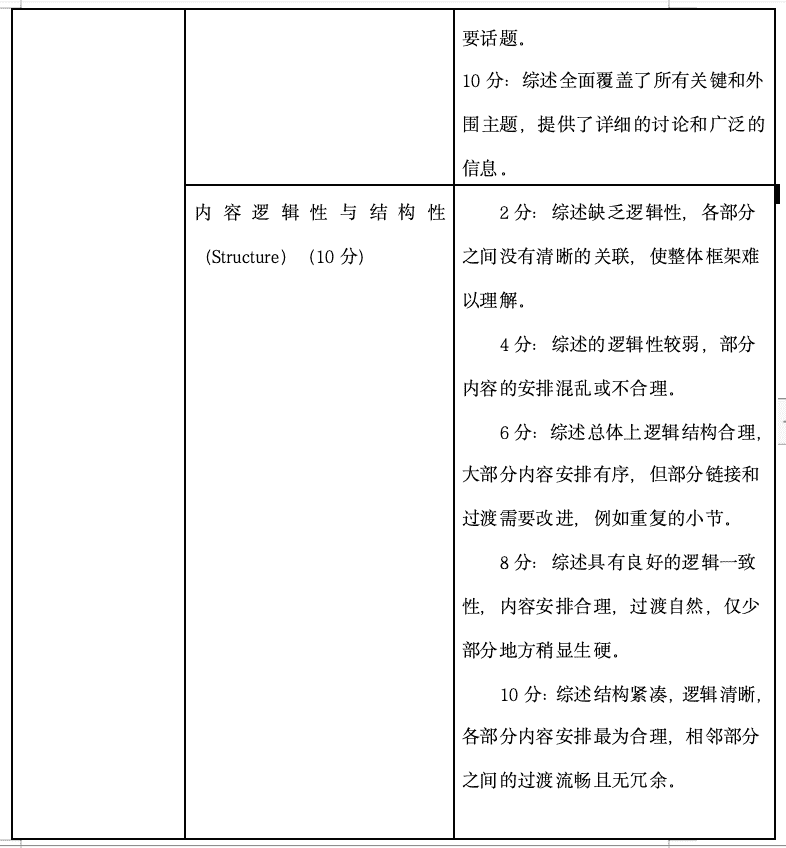 要话题。
10 分：综述全面覆盖了所有关键和外
围主题，提供了详细的讨论和广泛的
信息。
内容逻辑性与结构性
（Structure）（10 分）
2 分：综述缺乏逻辑性，各部分
之间没有清晰的关联，使整体框架难
以理解。
4 分：综述的逻辑性较弱，部分
内容的安排混乱或不合理。
6 分：综述总体上逻辑结构合理，
大部分内容安排有序，但部分链接和
过渡需要改进，例如重复的小节。
8 分：综述具有良好的逻辑一致
性，内容安排合理，过渡自然，仅少
部分地方稍显生硬。
10 分：综述结构紧凑，逻辑清晰，
各部分内容安排最为合理，相邻部分
之间的过渡流畅且无冗余。